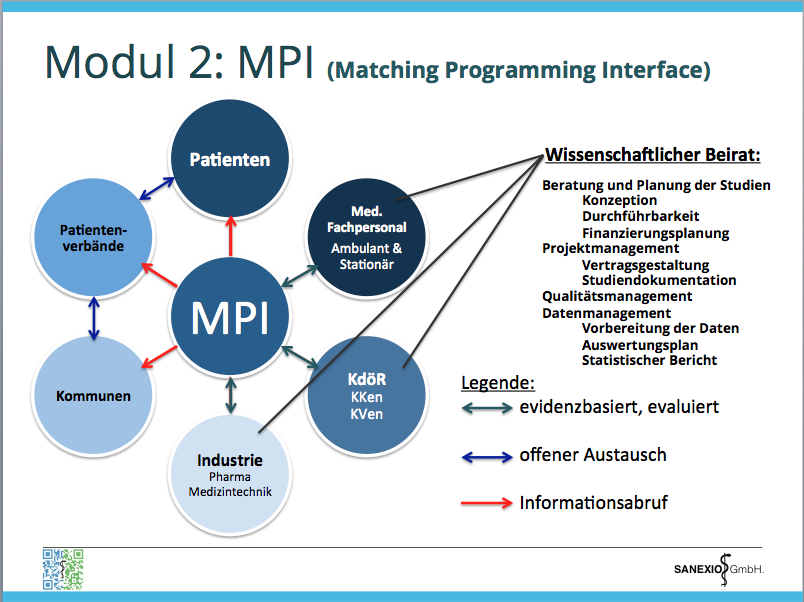 Modul 2: MPI (Matching Programming Interface)
Patienten
Patienten-
verbände
Med.
Fachpersonal
Ambulant &
Stationär
MPI
Kommunen
KdöR
KKen
KVen
Industrie
Pharma
Medizintechnik
Wissenschaftlicher Beirat:
Beratung und Planung der Studien
Konzeption
Durchführbarkeit
Finanzierungsplanung
Projektmanagement
Vertragsgestaltung
Studiendokumentation
Qualitätsmanagement
Datenmanagement
Vorbereitung der Daten
Auswertungsplan
Statistischer Bericht
Legende:
evidenzbasiert, evaluiert
offener Austausch
Informationsabruf
SANEXIO GmbH.